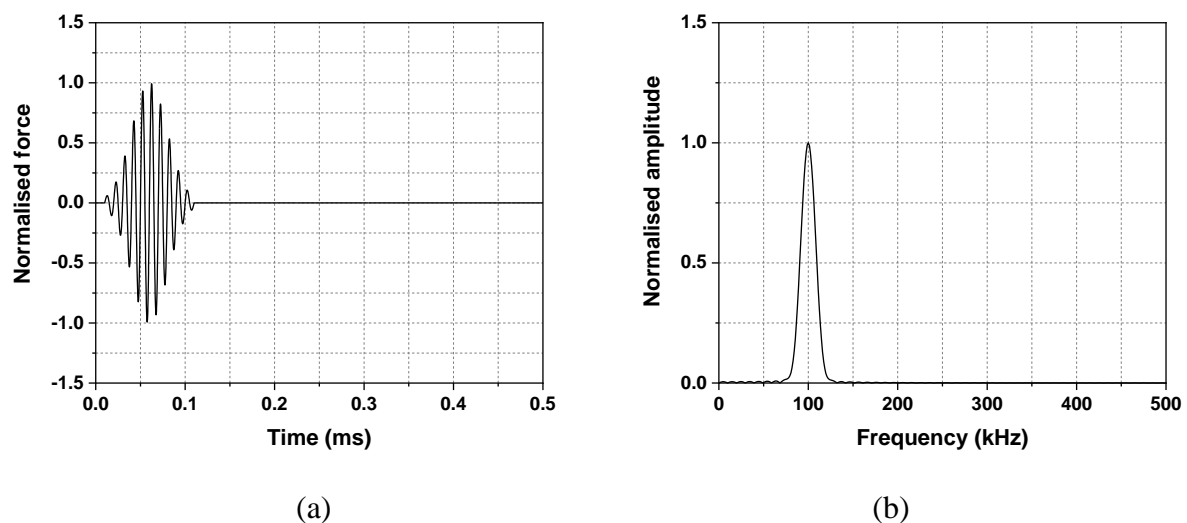 1.5
1.0
0.5
0.0
-0.5
-1.0
-1.5
Normalised force
0.0 0.1 0.2 0.3 0.4 0.5
Time (ms)
(a)
1.5
1.0
0.5
0.0
Normalised amplitude
0 100 200 300 400 500
Frequency (kHz)
(b)